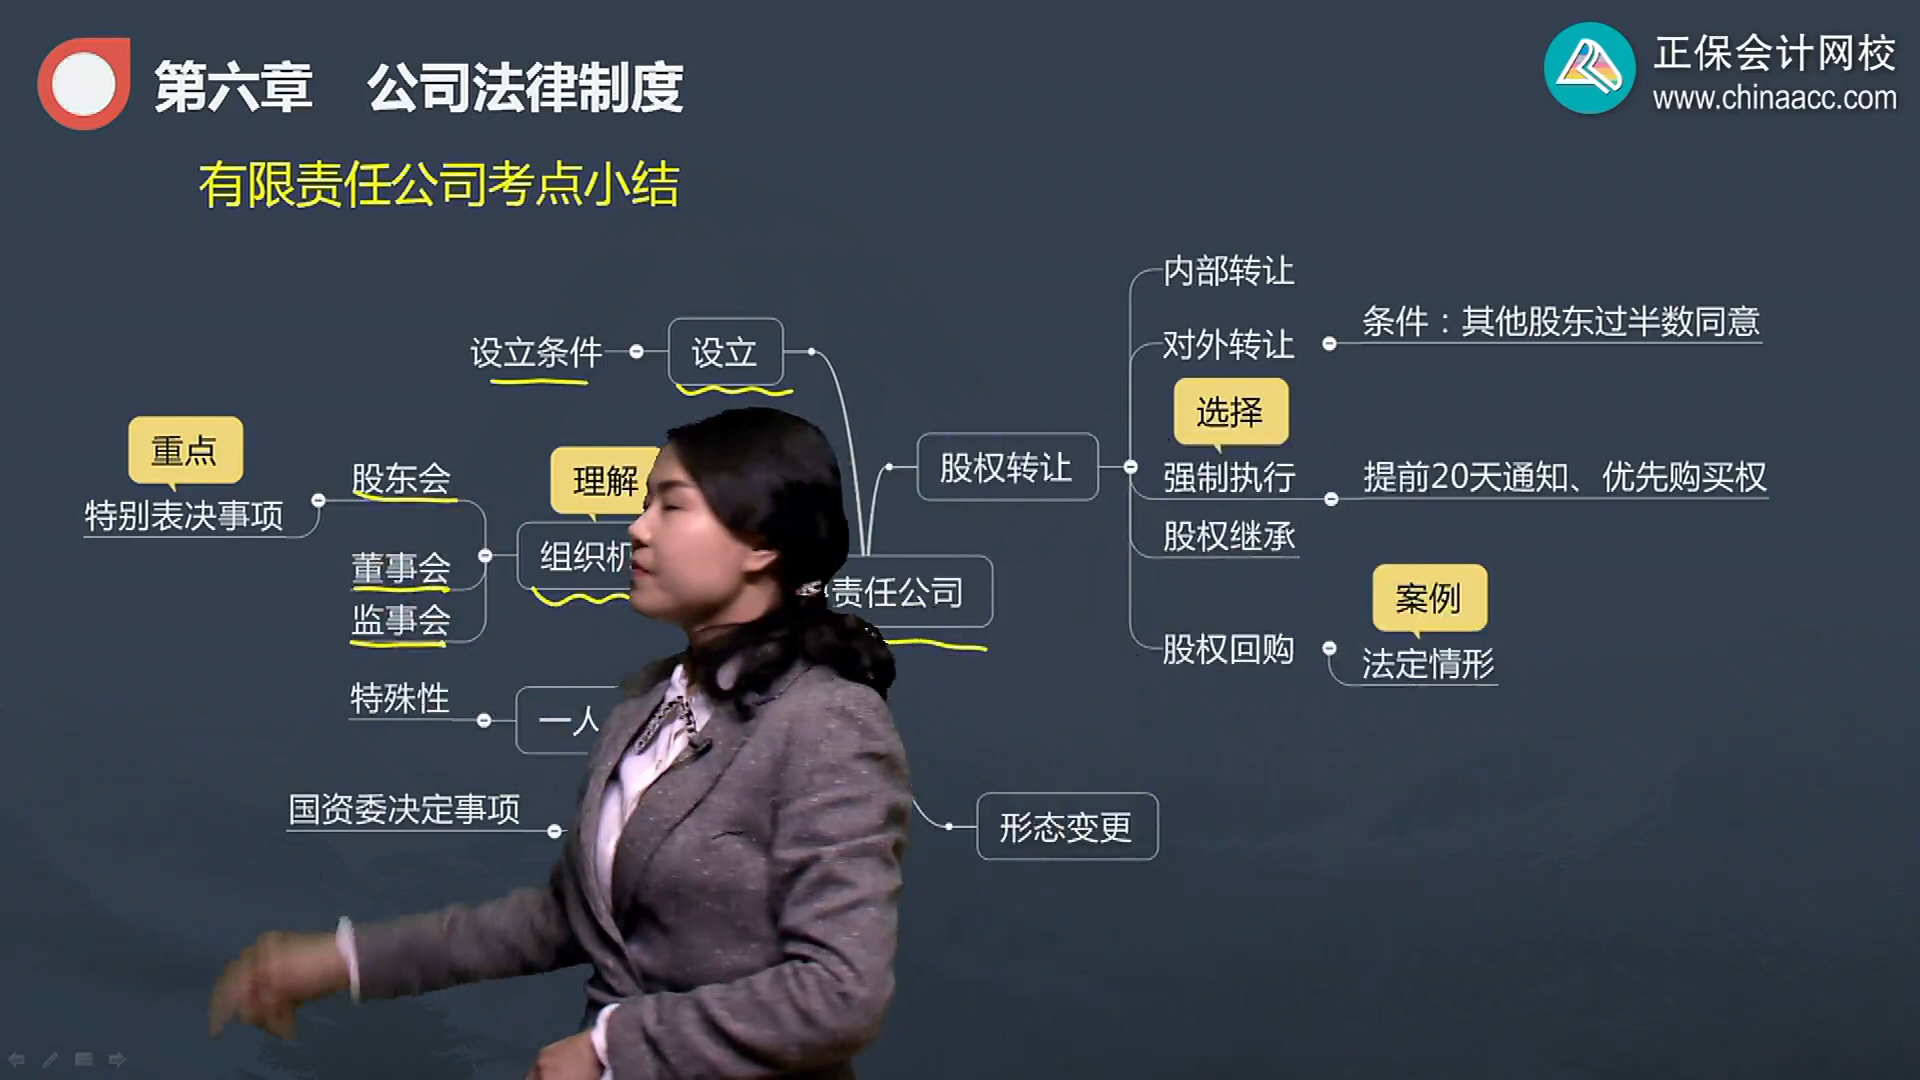 第六章 公司法律制度
正保会计网校
www.chinaacc.com
有限责任公司考点小结
内部转让
条件：其他股东过半数同意
对外转让
设立条件
设立
选择
重点
理解
股东会
股权转让
强制执行
提前20天通知、优先购买权
特别表决事项
股权继承
董事会
组织机
责任公司
案例
监事会
股权回购
法定情形
特殊性
一人
国资委决定事项
形态变更